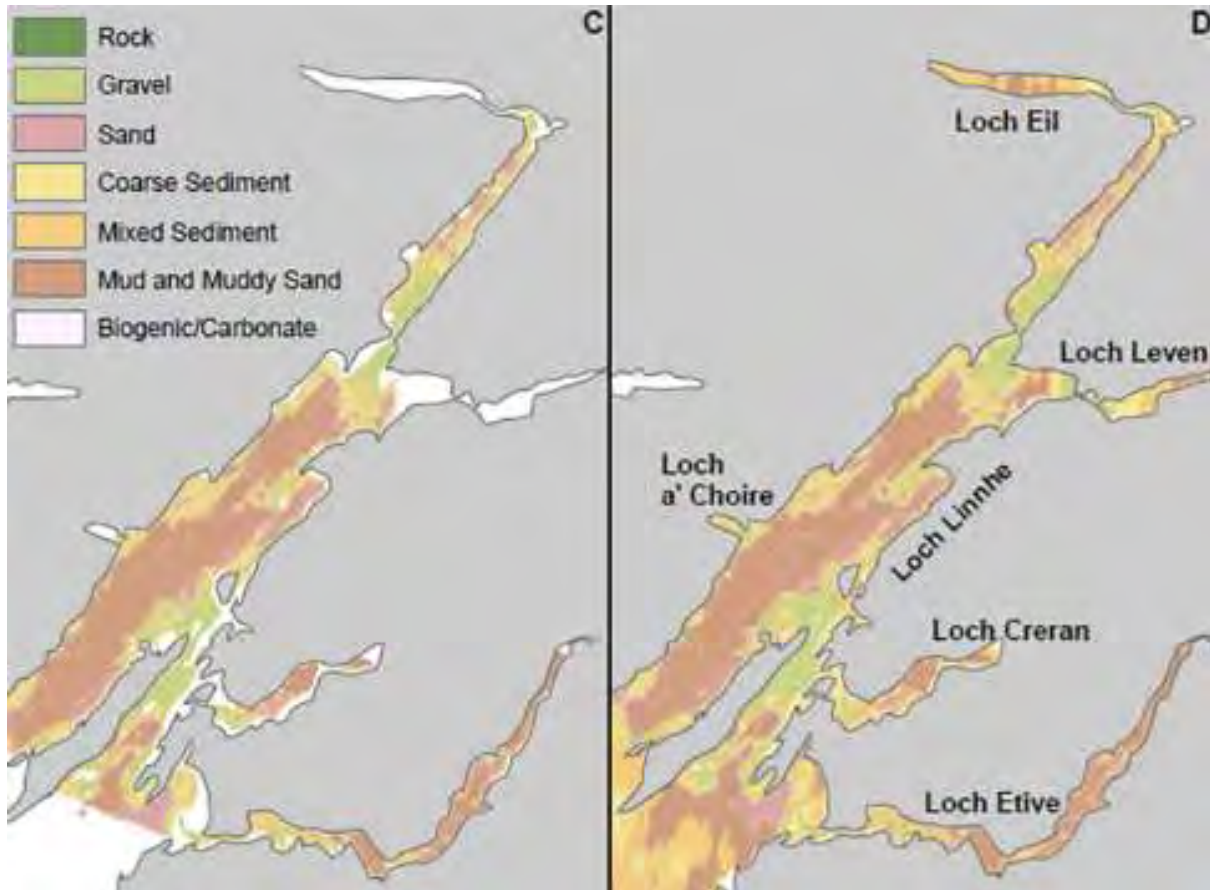 C
Rock
Gravel
Sand
Coarse Sediment
Mixed Sediment
Mud and Muddy Sand
Biogenic/Carbonate
D
Loch Eil
Loch Leven
Loch
a' Choire
Loch Linnhe
Loch Creran
Loch Etive